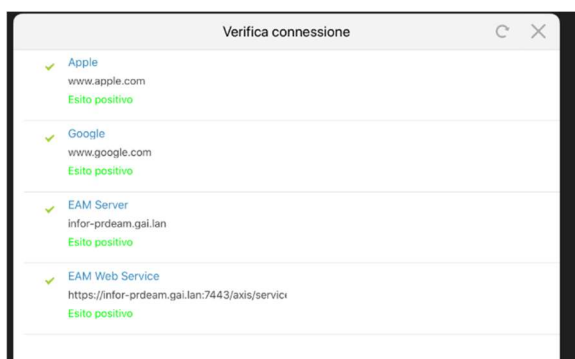 Verifica connessione
Apple
www.apple.com
Esito positivo
Google
www.google.com
Esito positivo
EAM Server
infor-prdeam.gai.lan
Esito positivo
EAM Web Service
https://infor-prdeam.gai.lan:7443/axis/service
Esito positivo